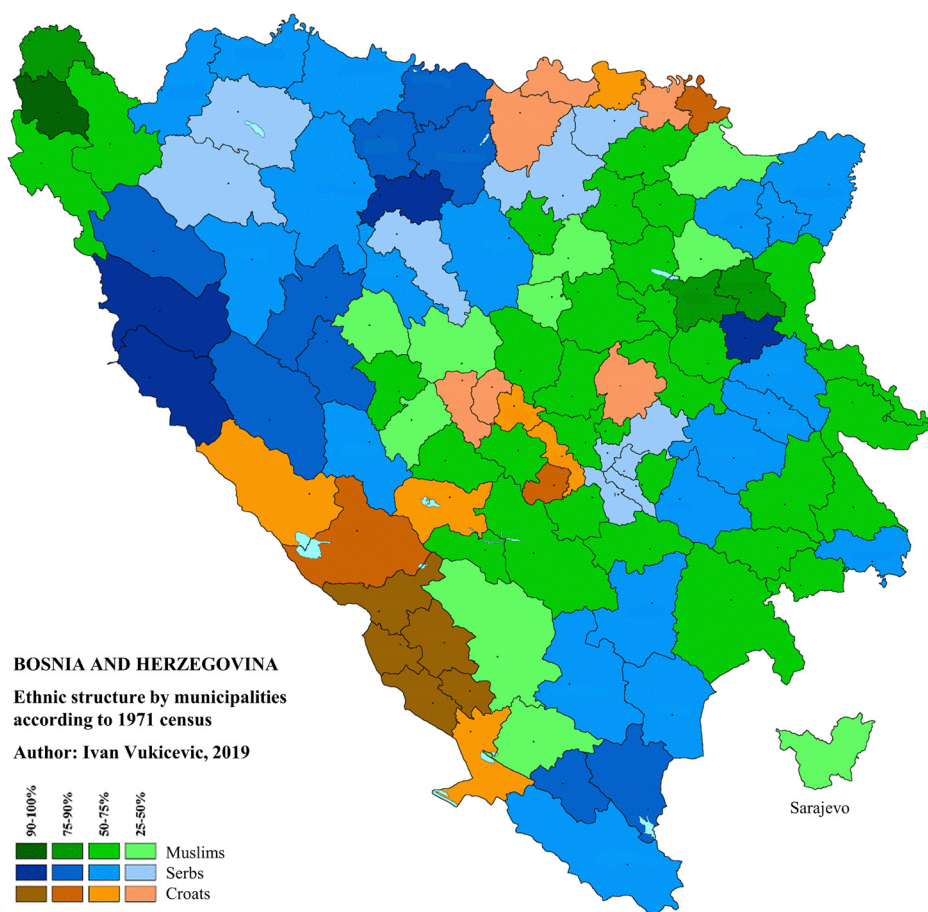 BOSNIA AND HERZEGOVINA
Ethnic structure by municipalities
according to 1971 census
Author: Ivan Vukicevic, 2019
Sarajevo
90-100%
75-90%
50-75%
25-50%
Muslims
Serbs
Croats